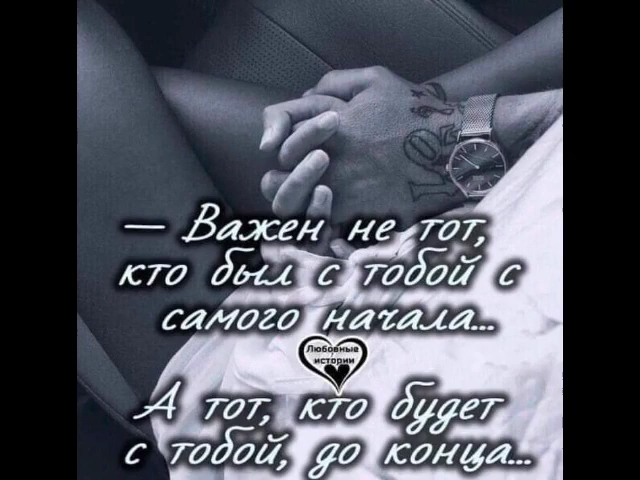 — Важен не тот,
кто был с тобой с
самого начала...
Любовные
истории
А тот, кто будет
с тобой, до конца...